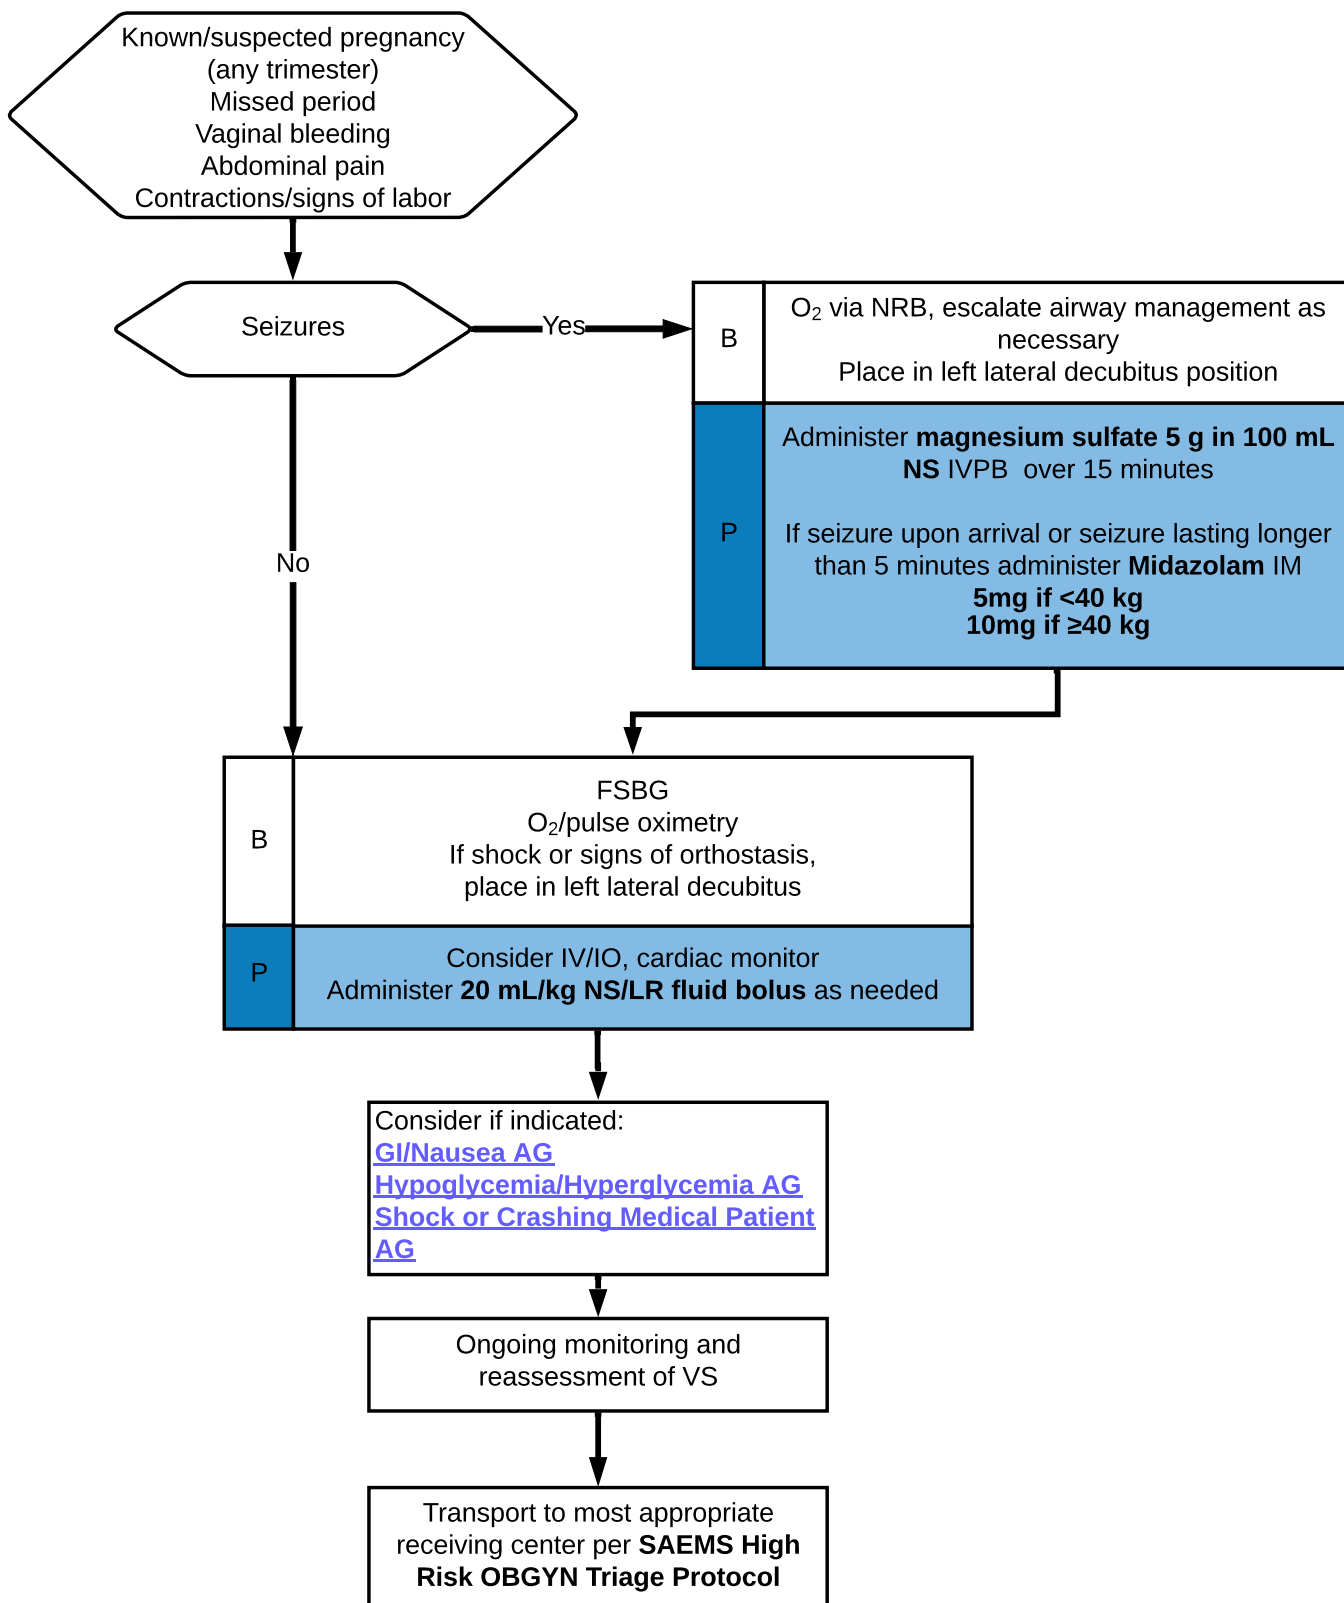 Known/suspected pregnancy
(any trimester)
Missed period
Vaginal bleeding
Abdominal pain
Contractions/signs of labor
Seizures
Yes
No
B
O₂ via NRB, escalate airway management as
necessary
Place in left lateral decubitus position
P
Administer magnesium sulfate 5 g in 100 mL
NS IVPB  over 15 minutes
If seizure upon arrival or seizure lasting longer
than 5 minutes administer Midazolam IM
5mg if <40 kg
10mg if ≥40 kg
B
FSBG
O₂/pulse oximetry
If shock or signs of orthostasis,
place in left lateral decubitus
P
Consider IV/IO, cardiac monitor
Administer 20 mL/kg NS/LR fluid bolus as needed
Consider if indicated:
GI/Nausea AG
Hypoglycemia/Hyperglycemia AG
Shock or Crashing Medical Patient
AG
Ongoing monitoring and
reassessment of VS
Transport to most appropriate
receiving center per SAEMS High
Risk OBGYN Triage Protocol